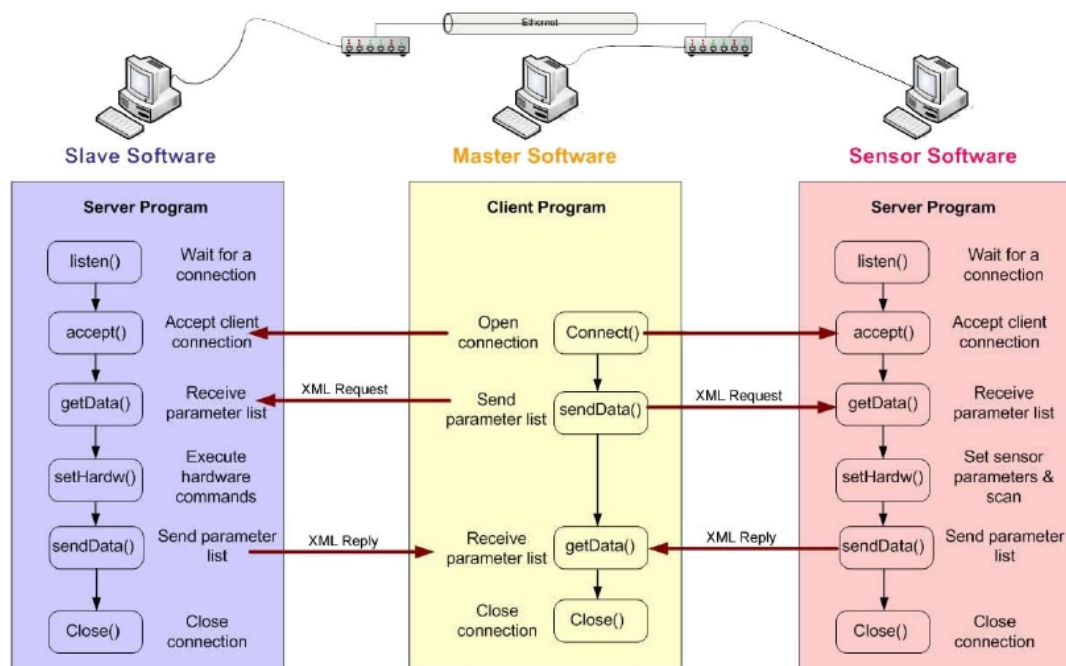 Ethernet
Slave Software
Master Software
Sensor Software
Server Program
listen()
Wait for a
connection
accept()
Accept client
connection
getData()
Receive
parameter list
setHardw()
Execute
hardware
commands
sendData()
Send parameter
list
Close()
Close
connection
XML Request
XML Reply
Client Program
Open
connection
Connect()
Send
parameter list
sendData()
Receive
parameter list
getData()
Close
connection
Close()
XML Request
XML Reply
Server Program
listen()
Wait for a
connection
accept()
Accept client
connection
getData()
Receive
parameter list
setHardw()
Set sensor
parameters &
scan
sendData()
Send parameter
list
Close()
Close
connection